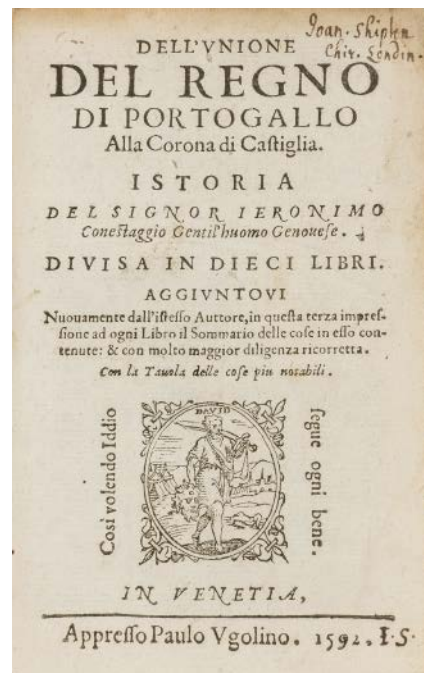 Joan. Shipten
Chir. Londin.
DELL'VNIONE
DEL REGNO
DI PORTOGALLO
Alla Corona di Caſtiglia.
ISTORIA
DEL SIGNOR IERONIMO
Coneſtaggio Gentil'huomo Genoueſe.
DIVISA IN DIECI LIBRI.
AGGIVNTOVI
Nuouamente dall'iſteſſo Auttore, in queſta terza impreſ-
ſione ad ogni Libro il Sommario delle coſe in eſſo con-
tenute: & con molto maggior diligenza ricorretta.
Con la Tauola delle coſe piu notabili.
DAVID
Così volendo Iddio
ſegue ogni bene.
IN VENETIA,
Appreſſo Paulo Vgolino. 1592. I·S·